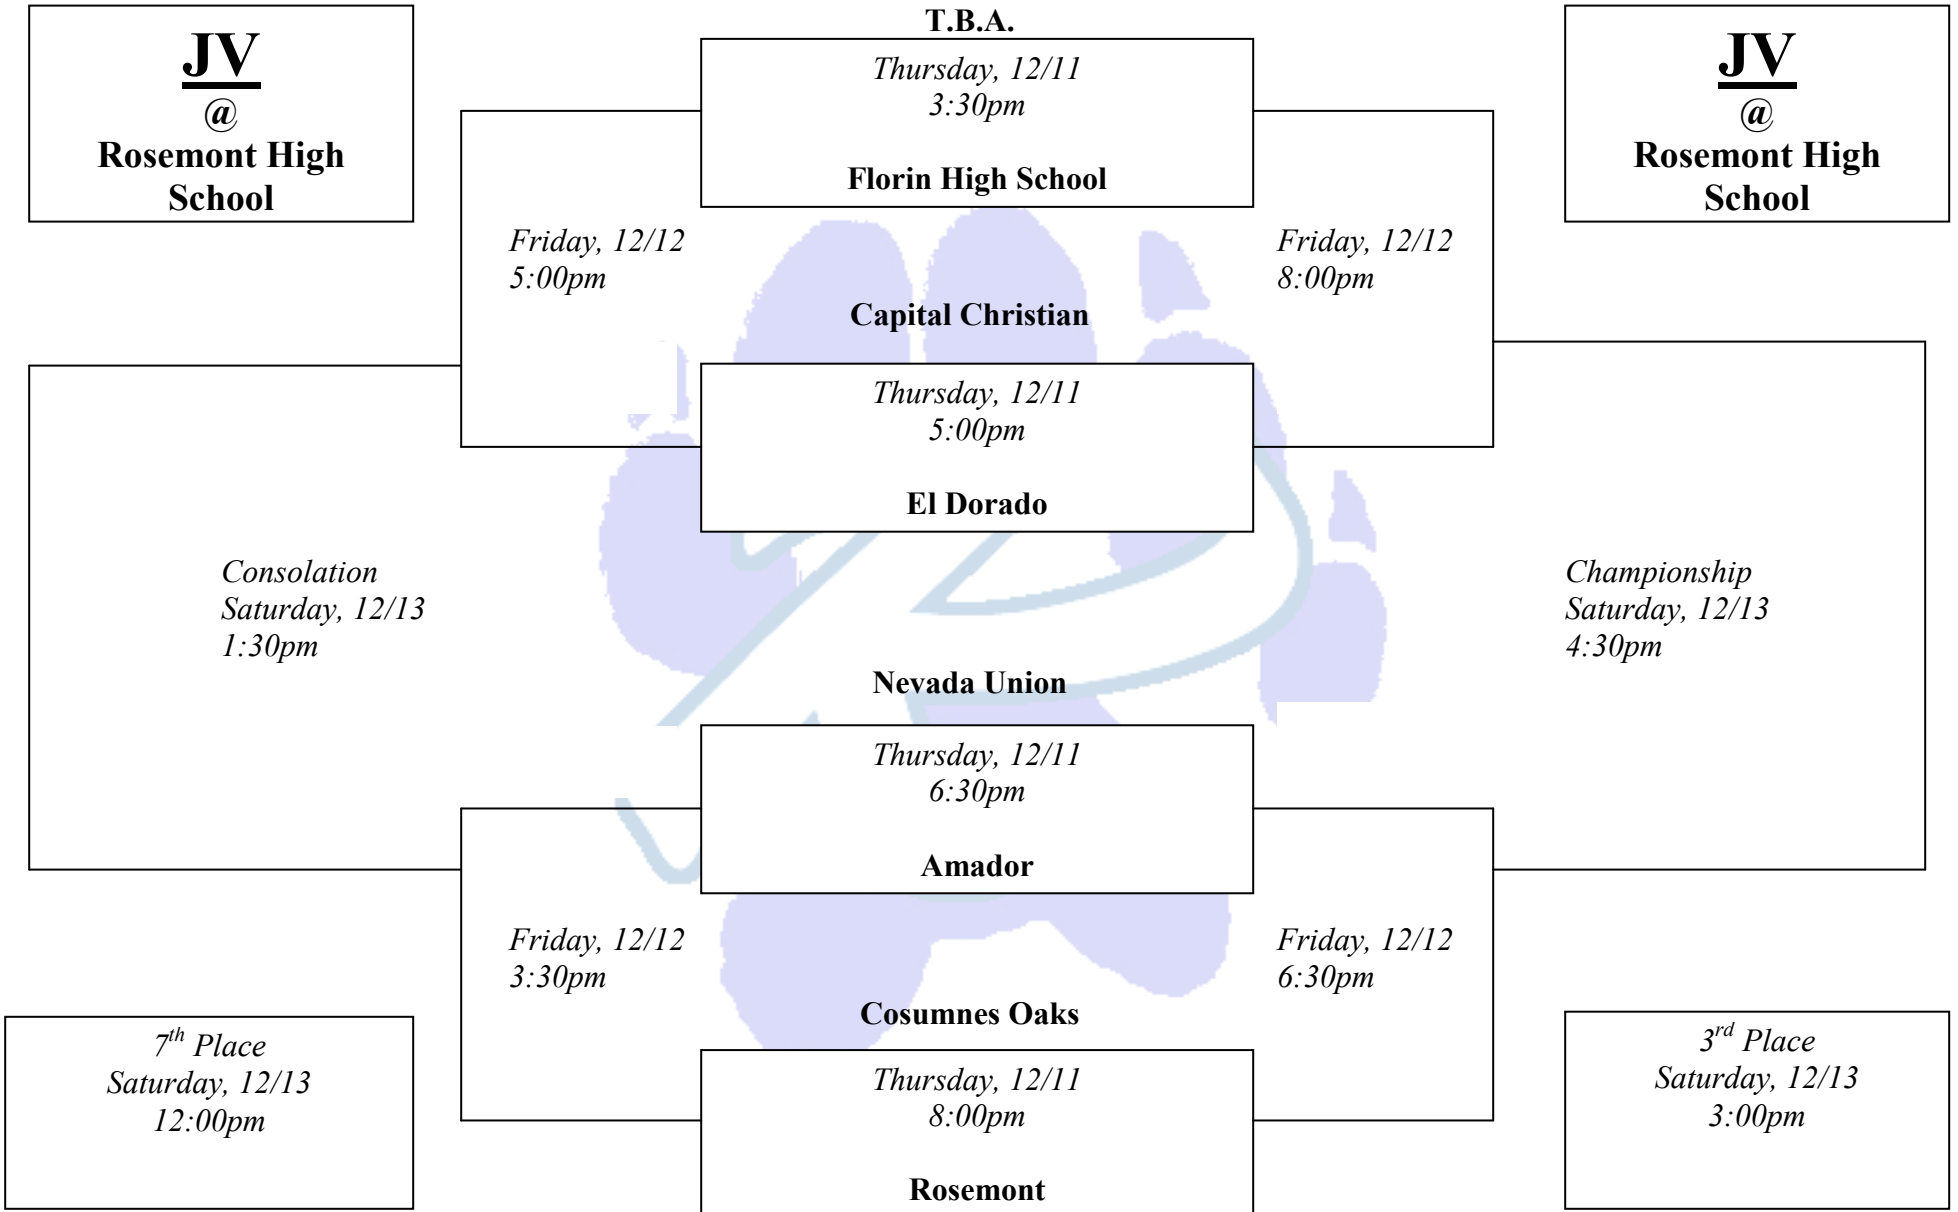 JV
@
Rosemont High
School
T.B.A.
Thursday, 12/11
3:30pm
Florin High School
JV
@
Rosemont High
School
Friday, 12/12
5:00pm
Friday, 12/12
8:00pm
Capital Christian
Thursday, 12/11
5:00pm
El Dorado
Consolation
Saturday, 12/13
1:30pm
Championship
Saturday, 12/13
4:30pm
Nevada Union
Thursday, 12/11
6:30pm
Amador
Friday, 12/12
3:30pm
Friday, 12/12
6:30pm
Cosumnes Oaks
Thursday, 12/11
8:00pm
Rosemont
7th Place
Saturday, 12/13
12:00pm
3rd Place
Saturday, 12/13
3:00pm